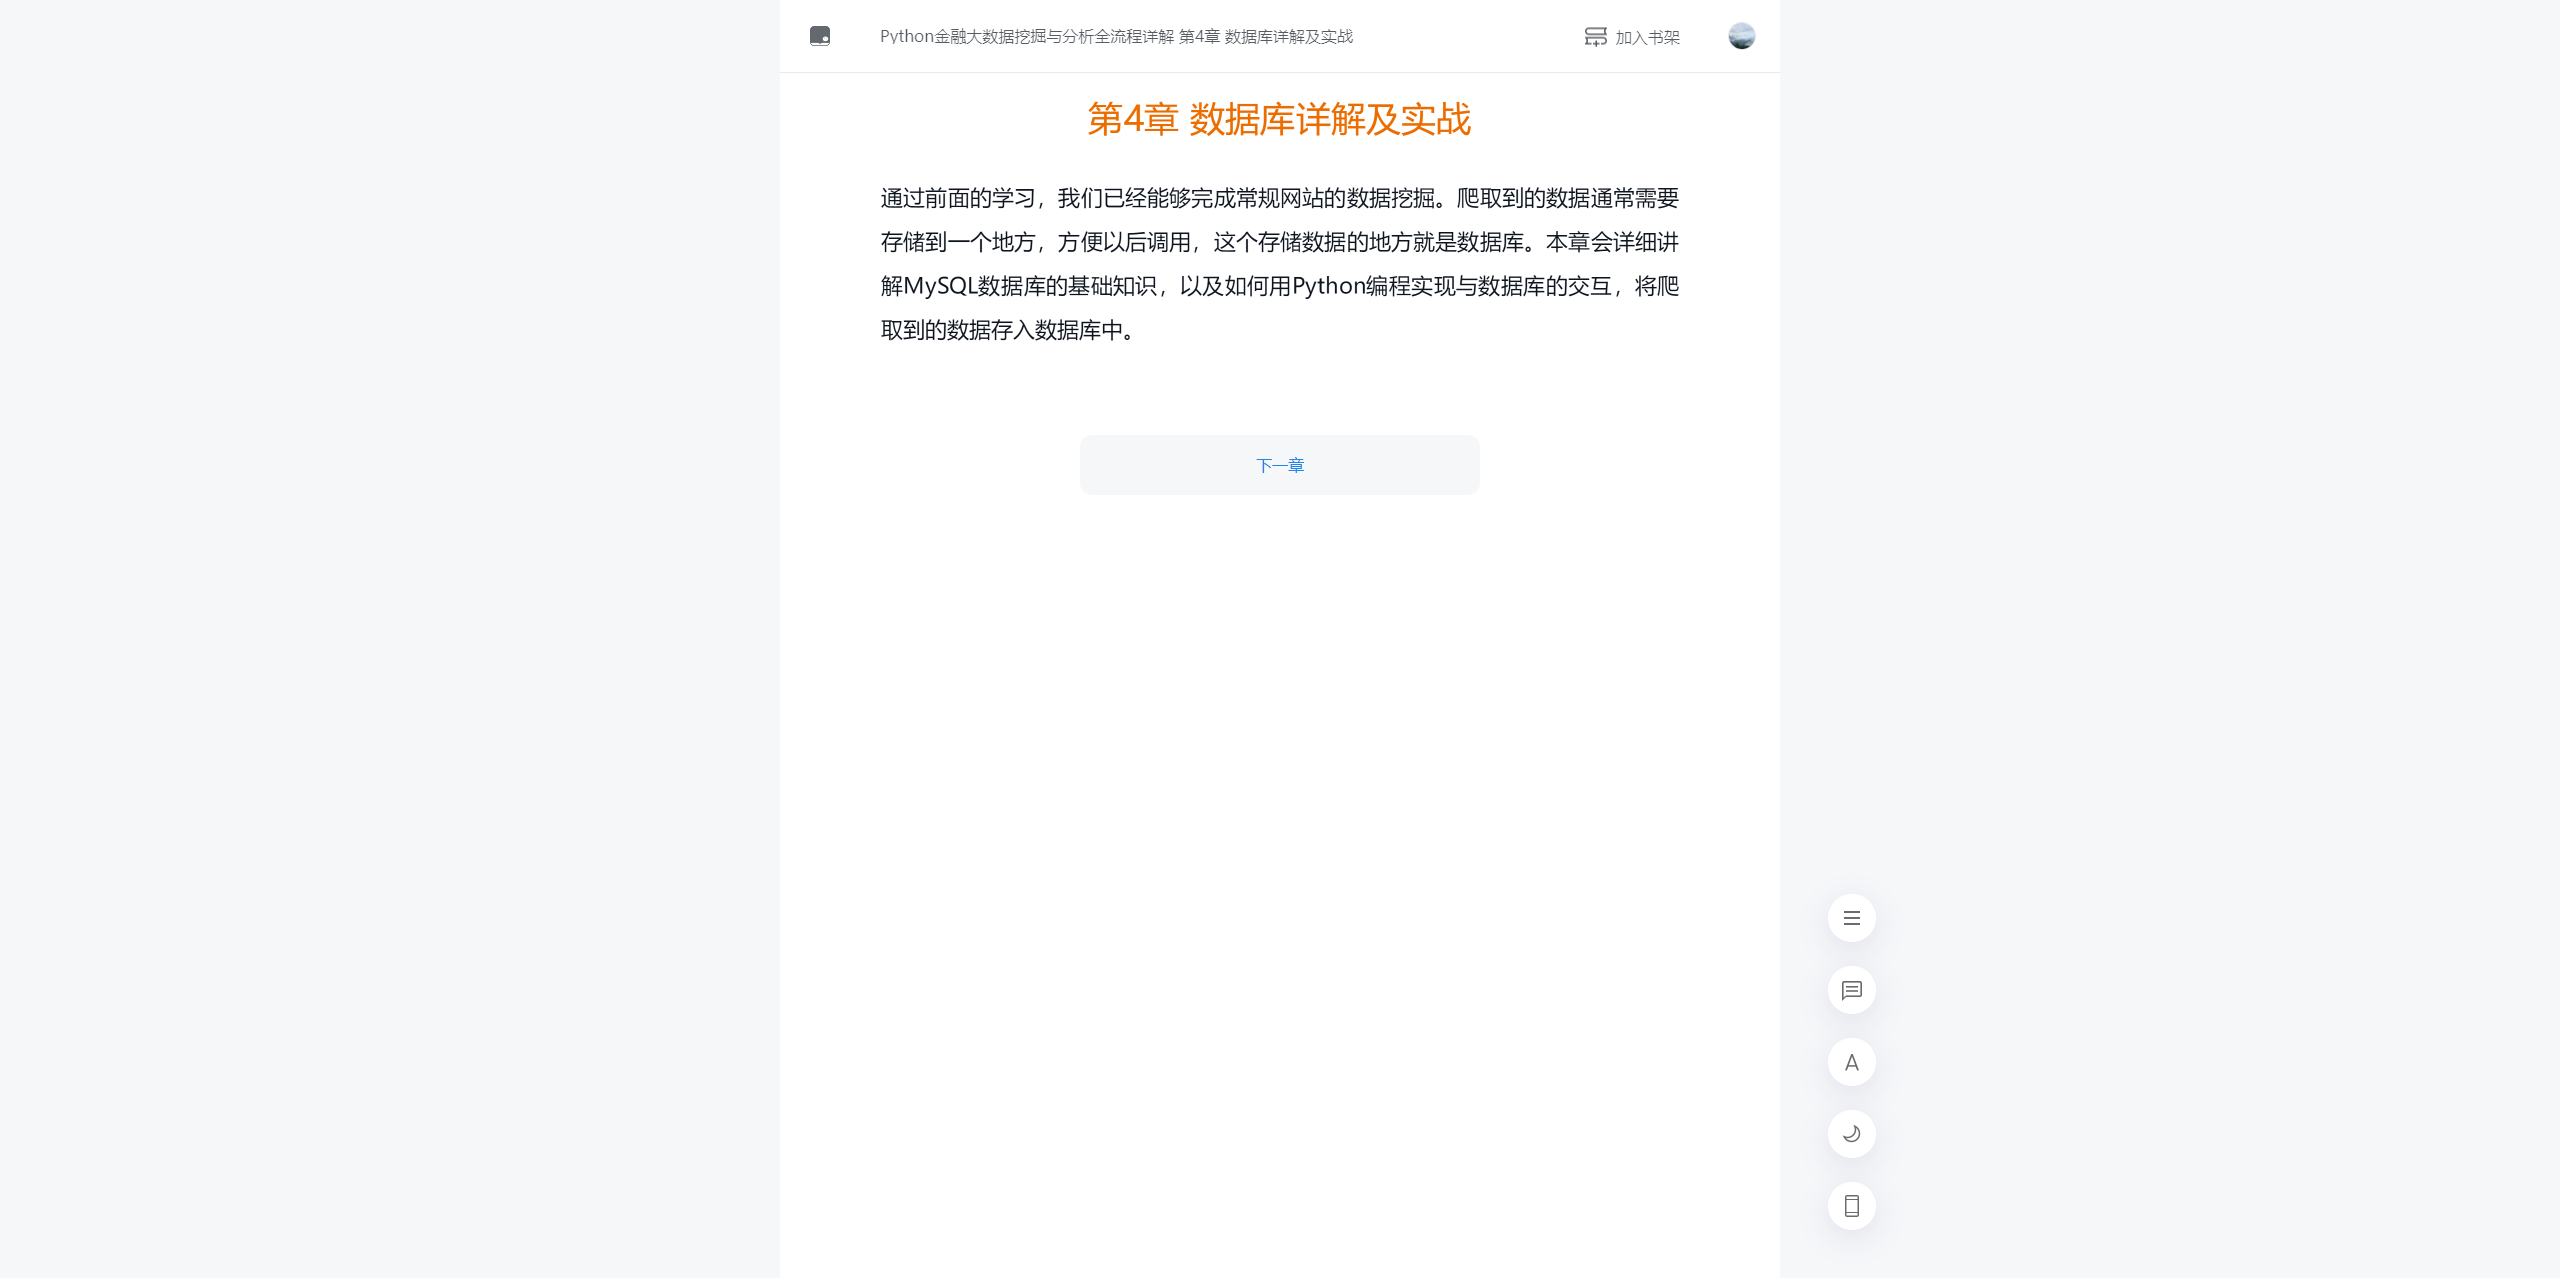 Python金融大数据挖掘与分析全流程详解 第4章 数据库详解及实战
加入书架
第4章 数据库详解及实战
通过前面的学习，我们已经能够完成常规网站的数据挖掘。爬取到的数据通常需要
存储到一个地方，方便以后调用，这个存储数据的地方就是数据库。本章会详细讲
解MySQL数据库的基础知识，以及如何用Python编程实现与数据库的交互，将爬
取到的数据存入数据库中。
下一章
A